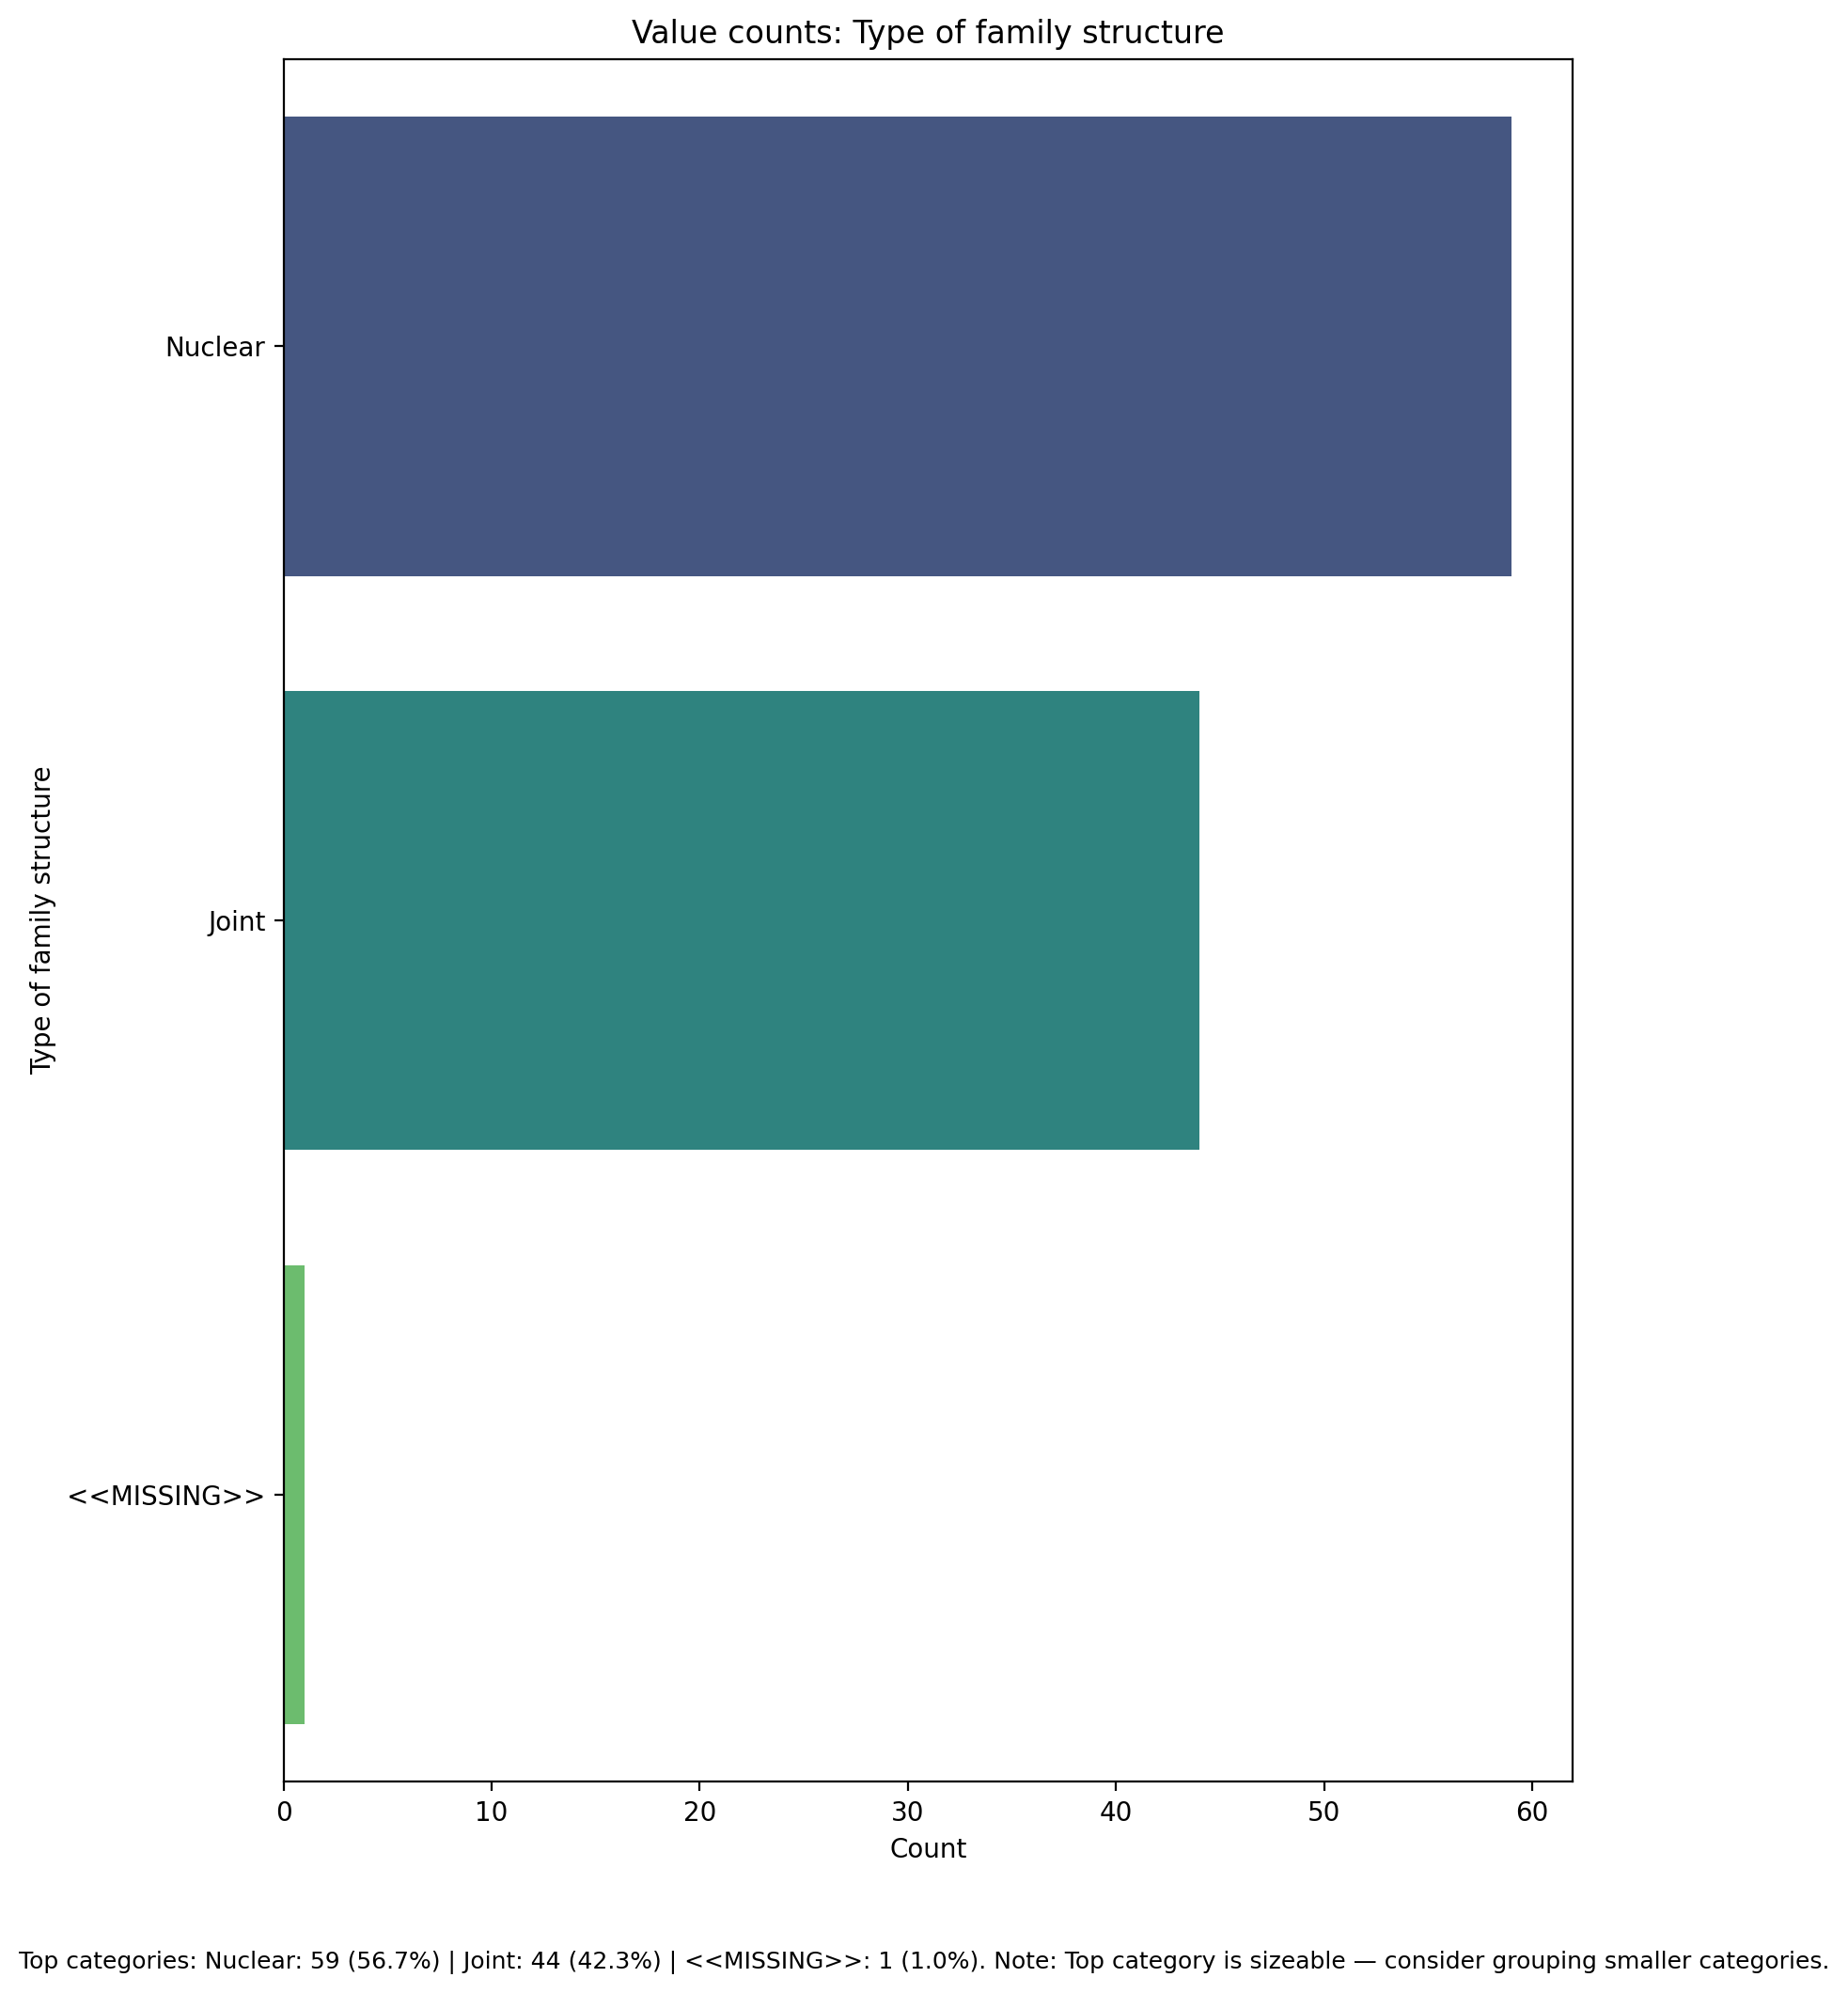 Value counts: Type of family structure
Type of family structure
Nuclear
Joint
<<MISSING>>
0 10 20 30 40 50 60
Count
Top categories: Nuclear: 59 (56.7%) | Joint: 44 (42.3%) | <<MISSING>>: 1 (1.0%). Note: Top category is sizeable — consider grouping smaller categories.